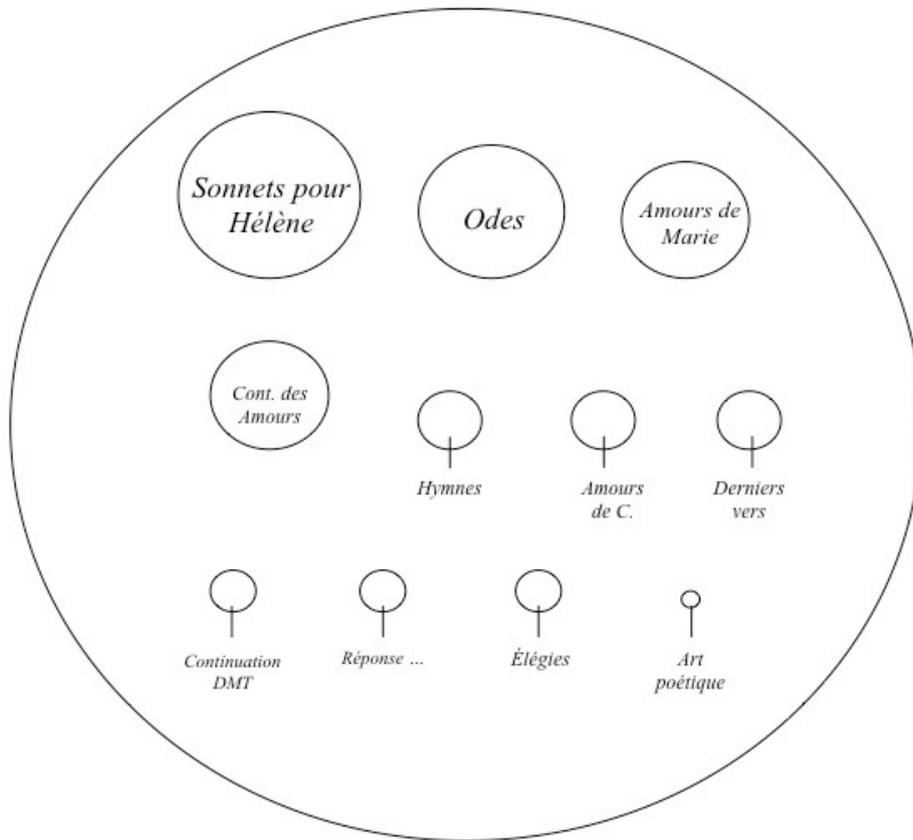 Sonnets pour
Hélène
Odes
Amours de
Marie
Cont. des
Amours
Hymnes
Amours
de C.
Derniers
vers
Continuation
DMT
Réponse ...
Élégies
Art
poétique